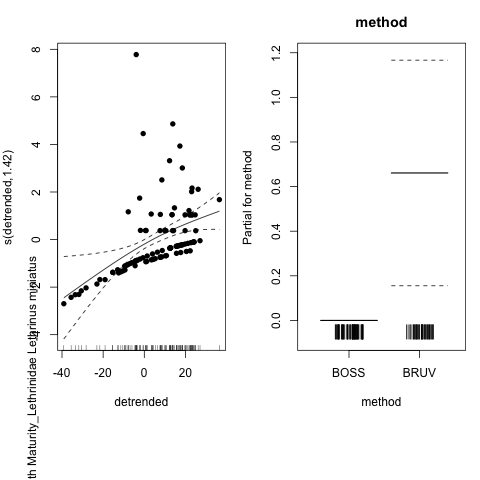 method
s(detrended,1.42)
th Maturity_Lethrinidae Lethrinus miniatus
8
6
4
2
0
-2
-4
-40
-20
0
20
detrended
Partial for method
1.2
1.0
0.8
0.6
0.4
0.2
0.0
BOSS
BRUV
method